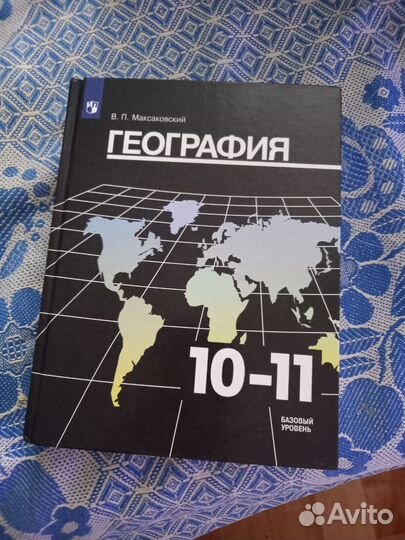 В. П. Максаковский
ГЕОГРАФИЯ
10-11
БАЗОВЫЙ
УРОВЕНЬ
Avito